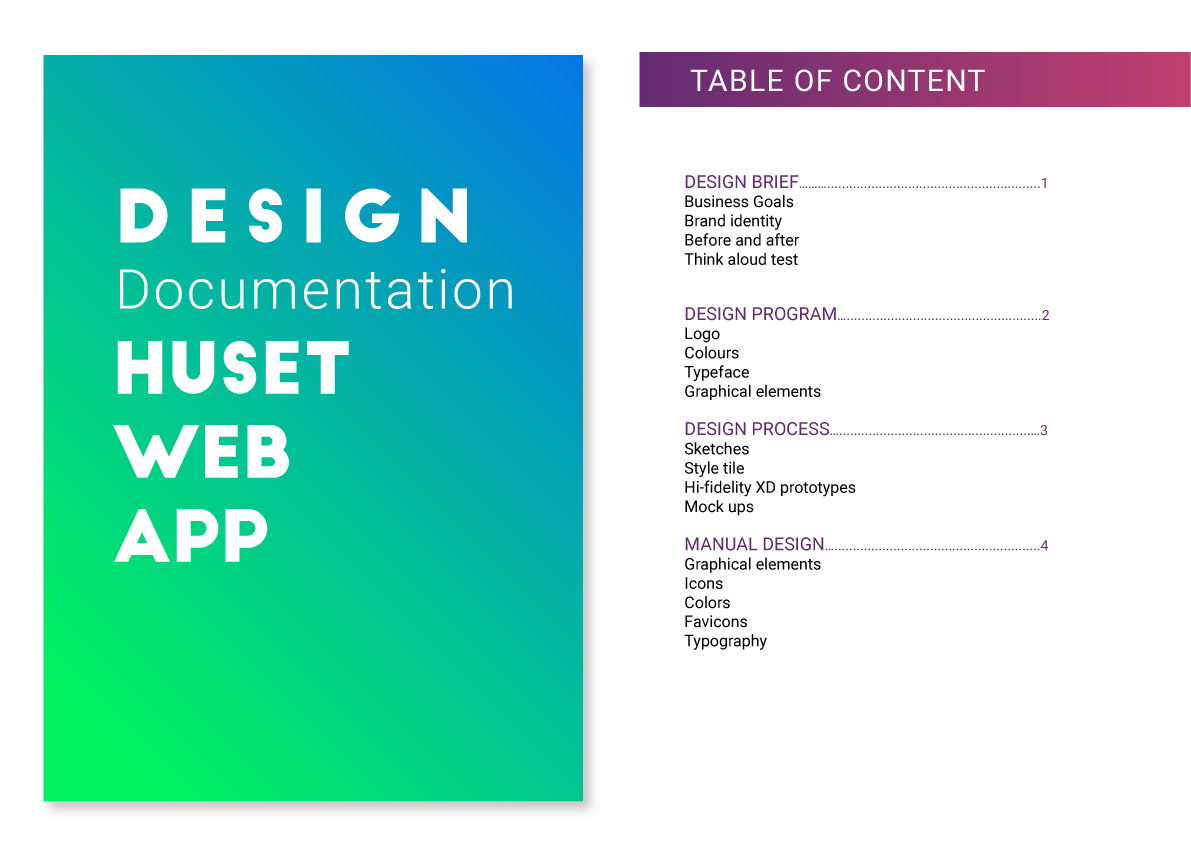 DESIGN
Documentation
HUSET
WEB
APP
TABLE OF CONTENT
DESIGN BRIEF........................................................................1
Business Goals
Brand identity
Before and after
Think aloud test
DESIGN PROGRAM............................................................2
Logo
Colours
Typeface
Graphical elements
DESIGN PROCESS..............................................................3
Sketches
Style tile
Hi-fidelity XD prototypes
Mock ups
MANUAL DESIGN...............................................................4
Graphical elements
Icons
Colors
Favicons
Typography